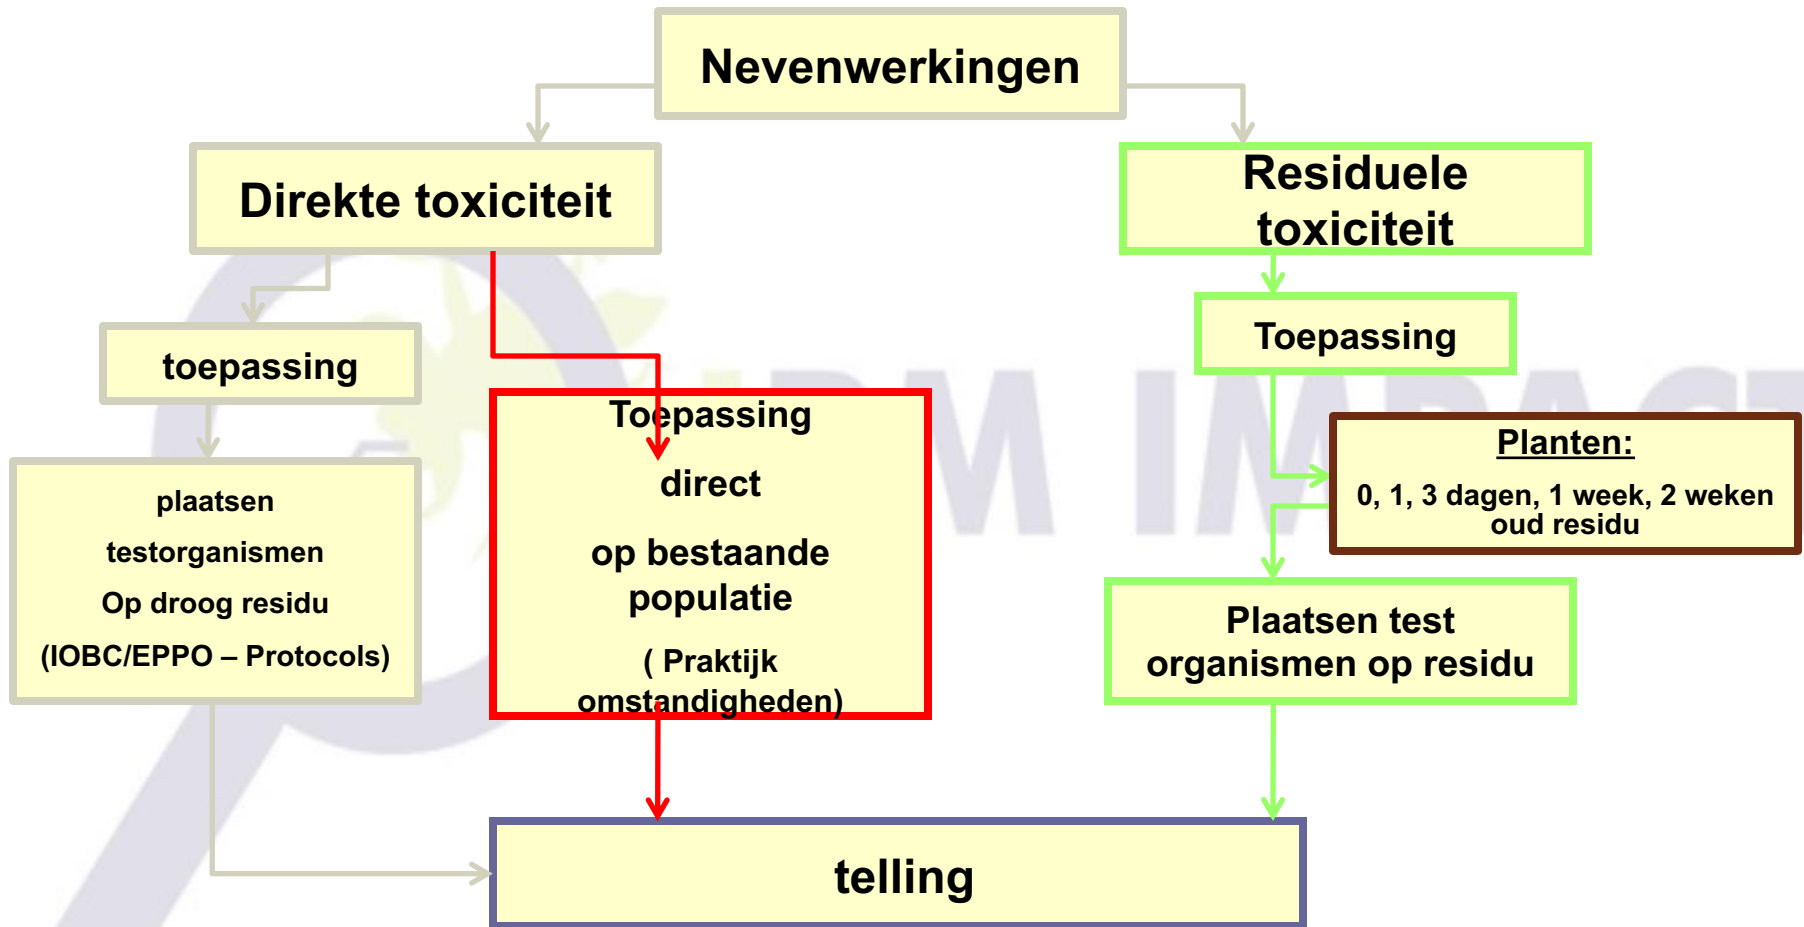 Nevenwerkingen
Direkte toxiciteit
Residuele
toxiciteit
toepassing
Toepassing
direct
op bestaande
populatie
( Praktijk
omstandigheden)
Toepassing
plaatsen
testorganismen
Op droog residu
(IOBC/EPPO – Protocols)
Planten:
0, 1, 3 dagen, 1 week, 2 weken
oud residu
Plaatsen test
organismen op residu
telling
IPM IMPACT